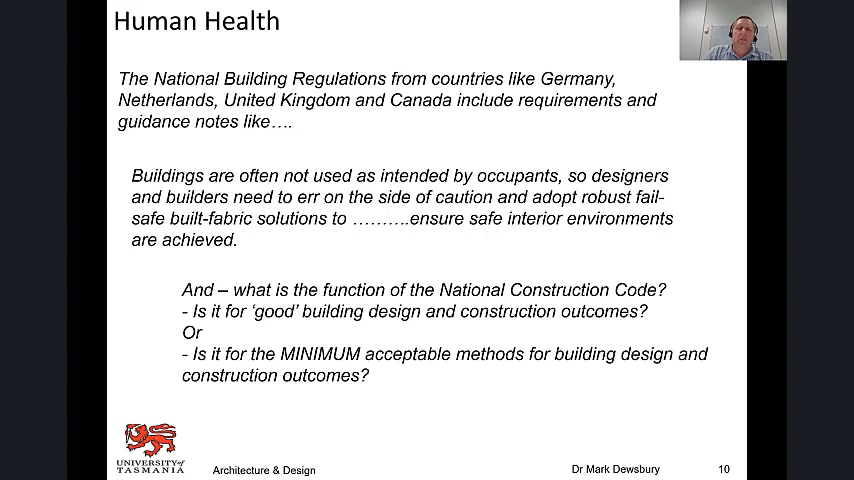 Human Health
The National Building Regulations from countries like Germany,
Netherlands, United Kingdom and Canada include requirements and
guidance notes like….
Buildings are often not used as intended by occupants, so designers
and builders need to err on the side of caution and adopt robust fail-
safe built-fabric solutions to ……….ensure safe interior environments
are achieved.
And – what is the function of the National Construction Code?
- Is it for ‘good’ building design and construction outcomes?
Or
- Is it for the MINIMUM acceptable methods for building design and
construction outcomes?
UNIVERSITY of
TASMANIA
Architecture & Design
Dr Mark Dewsbury
10